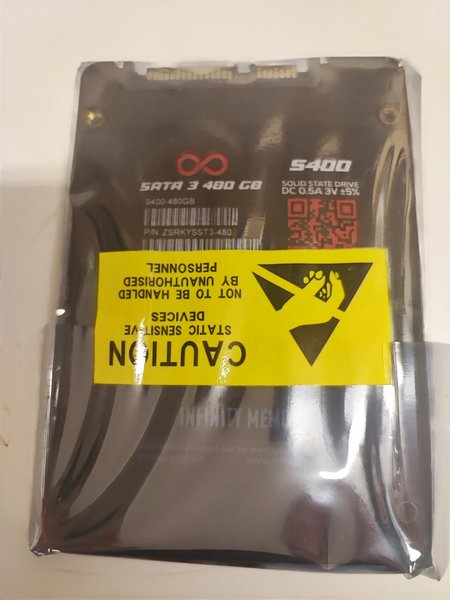 SATA 3 480 GB
S400-480GB
P/N: ZSRKYSST3-480
S400
SOLID STATE DRIVE
DC 0.5A 3V ±5%
CAUTION
STATIC SENSITIVE
DEVICES
NOT TO BE HANDLED
BY UNAUTHORISED
PERSONNEL
INFINITY MEMO